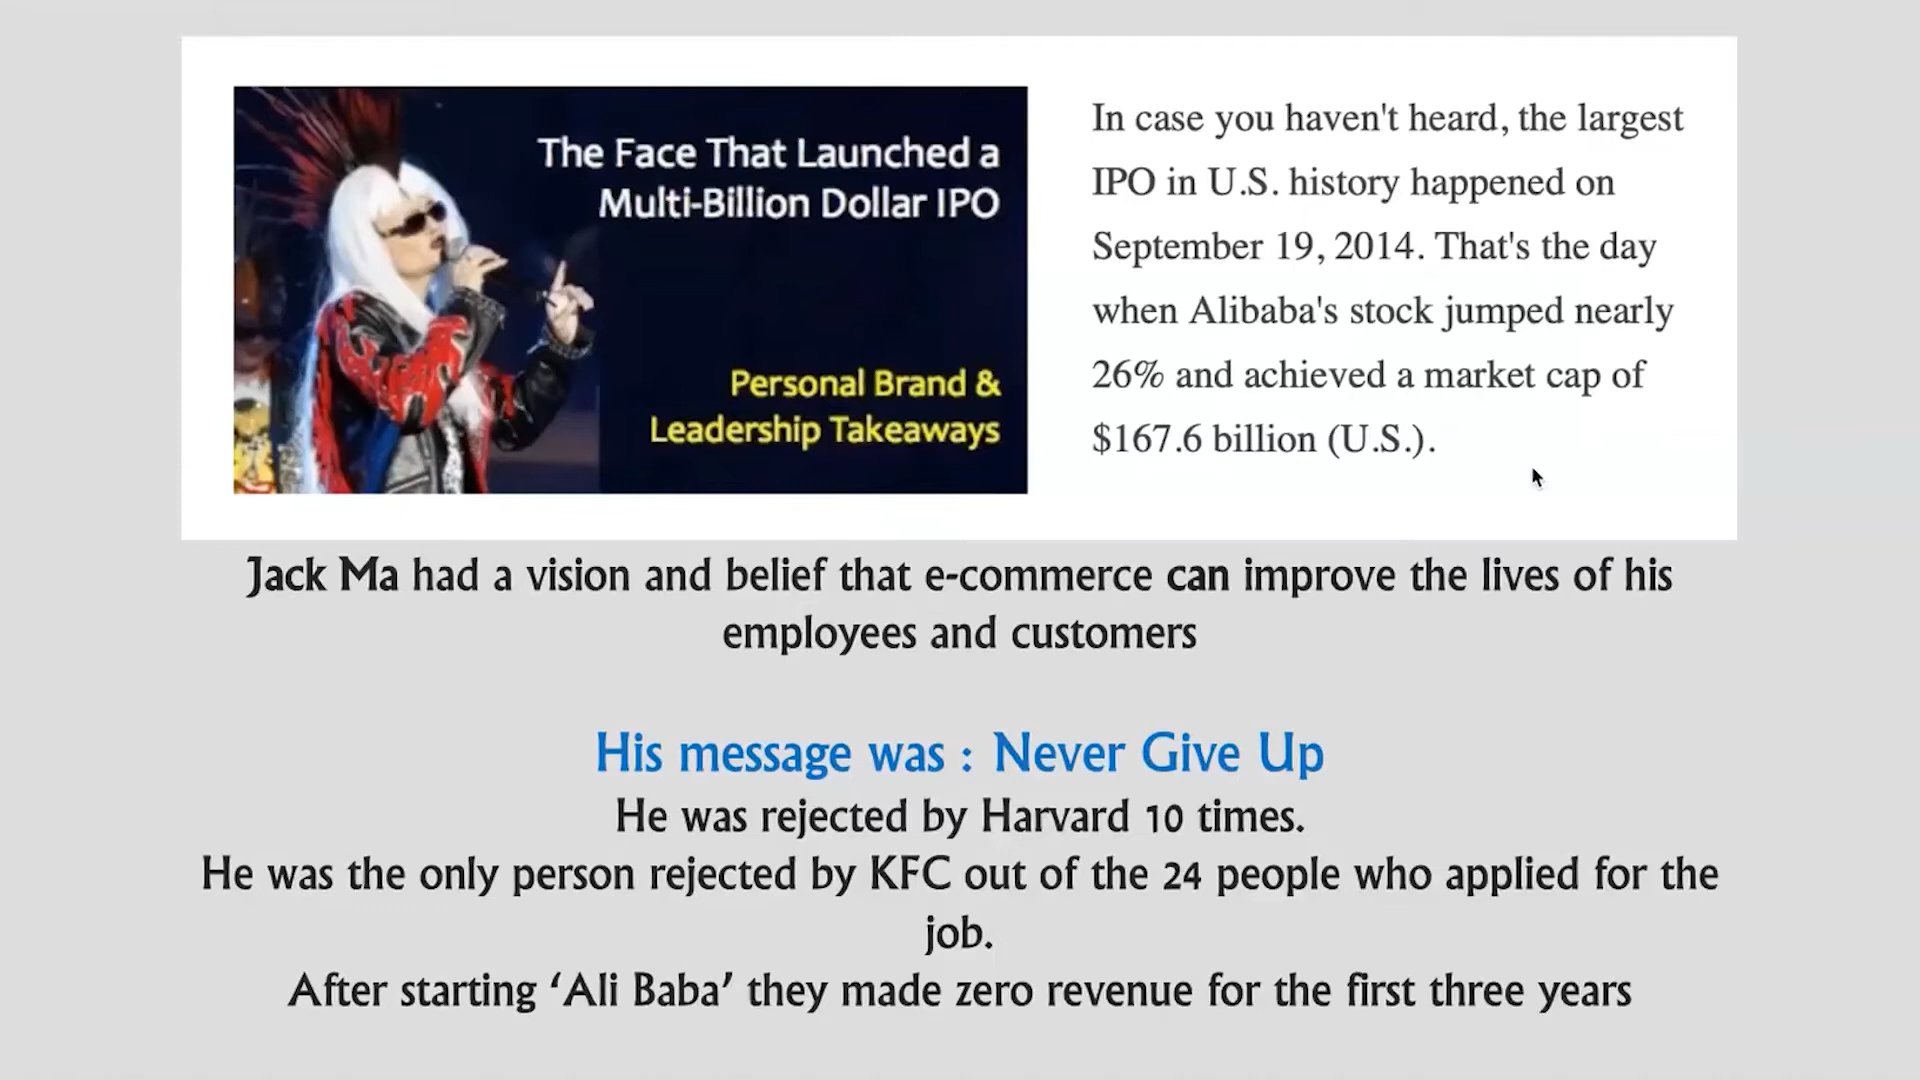 The Face That Launched a
Multi-Billion Dollar IPO
Personal Brand &
Leadership Takeaways
In case you haven't heard, the largest
IPO in U.S. history happened on
September 19, 2014. That's the day
when Alibaba's stock jumped nearly
26% and achieved a market cap of
$167.6 billion (U.S.).
Jack Ma had a vision and belief that e-commerce can improve the lives of his
employees and customers
His message was : Never Give Up
He was rejected by Harvard 10 times.
He was the only person rejected by KFC out of the 24 people who applied for the
job.
After starting ‘Ali Baba’ they made zero revenue for the first three years